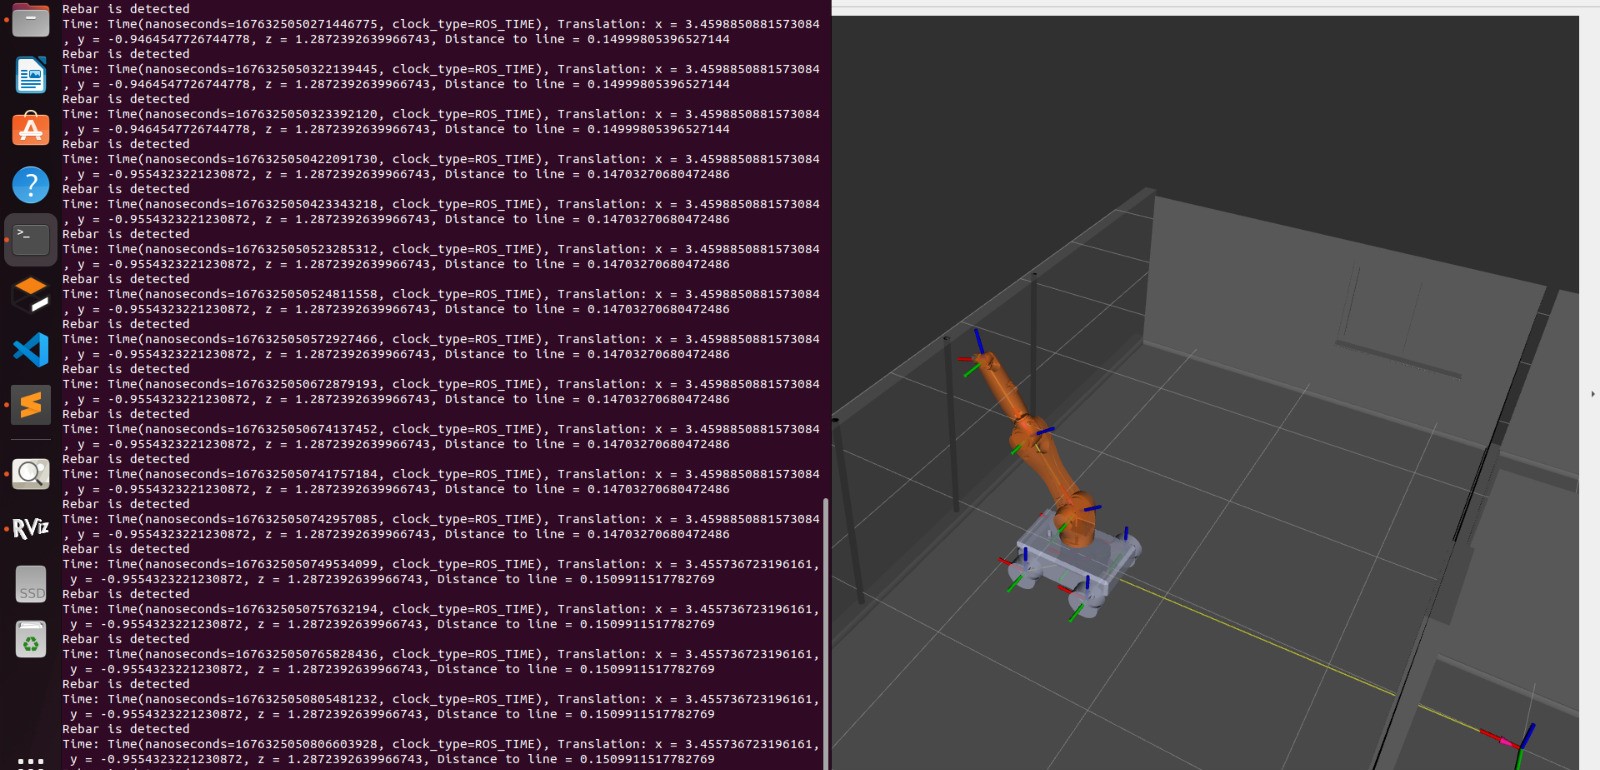 Rebar is detected
Time: Time(nanoseconds=1676325050271446775, clock_type=ROS_TIME), Translation: x = 3.4598850881573084
, y = -0.9464547726744778, z = 1.2872392639966743, Distance to line = 0.14999805396527144
Rebar is detected
Time: Time(nanoseconds=1676325050322139445, clock_type=ROS_TIME), Translation: x = 3.4598850881573084
, y = -0.9464547726744778, z = 1.2872392639966743, Distance to line = 0.14999805396527144
Rebar is detected
Time: Time(nanoseconds=1676325050323392120, clock_type=ROS_TIME), Translation: x = 3.4598850881573084
, y = -0.9464547726744778, z = 1.2872392639966743, Distance to line = 0.14999805396527144
Rebar is detected
Time: Time(nanoseconds=1676325050422091730, clock_type=ROS_TIME), Translation: x = 3.4598850881573084
, y = -0.9554323221230872, z = 1.2872392639966743, Distance to line = 0.14703270680472486
Rebar is detected
Time: Time(nanoseconds=1676325050423343218, clock_type=ROS_TIME), Translation: x = 3.4598850881573084
, y = -0.9554323221230872, z = 1.2872392639966743, Distance to line = 0.14703270680472486
Rebar is detected
Time: Time(nanoseconds=1676325050523285312, clock_type=ROS_TIME), Translation: x = 3.4598850881573084
, y = -0.9554323221230872, z = 1.2872392639966743, Distance to line = 0.14703270680472486
Rebar is detected
Time: Time(nanoseconds=1676325050524811558, clock_type=ROS_TIME), Translation: x = 3.4598850881573084
, y = -0.9554323221230872, z = 1.2872392639966743, Distance to line = 0.14703270680472486
Rebar is detected
Time: Time(nanoseconds=1676325050572927466, clock_type=ROS_TIME), Translation: x = 3.4598850881573084
, y = -0.9554323221230872, z = 1.2872392639966743, Distance to line = 0.14703270680472486
Rebar is detected
Time: Time(nanoseconds=1676325050672879193, clock_type=ROS_TIME), Translation: x = 3.4598850881573084
, y = -0.9554323221230872, z = 1.2872392639966743, Distance to line = 0.14703270680472486
Rebar is detected
Time: Time(nanoseconds=1676325050674137452, clock_type=ROS_TIME), Translation: x = 3.4598850881573084
, y = -0.9554323221230872, z = 1.2872392639966743, Distance to line = 0.14703270680472486
Rebar is detected
Time: Time(nanoseconds=1676325050741757184, clock_type=ROS_TIME), Translation: x = 3.4598850881573084
, y = -0.9554323221230872, z = 1.2872392639966743, Distance to line = 0.14703270680472486
Rebar is detected
Time: Time(nanoseconds=1676325050742957085, clock_type=ROS_TIME), Translation: x = 3.4598850881573084
, y = -0.9554323221230872, z = 1.2872392639966743, Distance to line = 0.14703270680472486
Rebar is detected
Time: Time(nanoseconds=1676325050749534099, clock_type=ROS_TIME), Translation: x = 3.455736723196161,
y = -0.9554323221230872, z = 1.2872392639966743, Distance to line = 0.1509911517782769
Rebar is detected
Time: Time(nanoseconds=1676325050757632194, clock_type=ROS_TIME), Translation: x = 3.455736723196161,
y = -0.9554323221230872, z = 1.2872392639966743, Distance to line = 0.1509911517782769
Rebar is detected
Time: Time(nanoseconds=1676325050765828436, clock_type=ROS_TIME), Translation: x = 3.455736723196161,
y = -0.9554323221230872, z = 1.2872392639966743, Distance to line = 0.1509911517782769
Rebar is detected
Time: Time(nanoseconds=1676325050805481232, clock_type=ROS_TIME), Translation: x = 3.455736723196161,
y = -0.9554323221230872, z = 1.2872392639966743, Distance to line = 0.1509911517782769
Rebar is detected
Time: Time(nanoseconds=1676325050806603928, clock_type=ROS_TIME), Translation: x = 3.455736723196161,
y = -0.9554323221230872, z = 1.2872392639966743, Distance to line = 0.1509911517782769
RViz
SSD